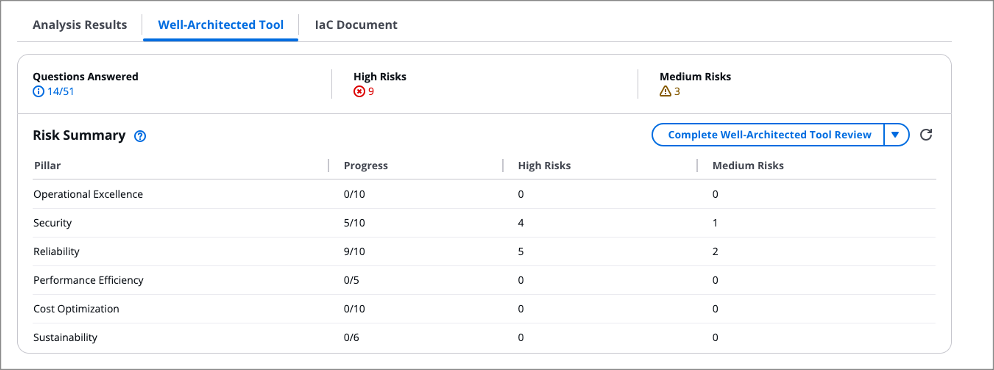 Analysis Results Well-Architected Tool IaC Document
Questions Answered High Risks Medium Risks
14/51 9 3
Risk Summary Complete Well-Architected Tool Review
Pillar Progress High Risks Medium Risks
Operational Excellence 0/10 0 0
Security 5/10 4 1
Reliability 9/10 5 2
Performance Efficiency 0/5 0 0
Cost Optimization 0/10 0 0
Sustainability 0/6 0 0